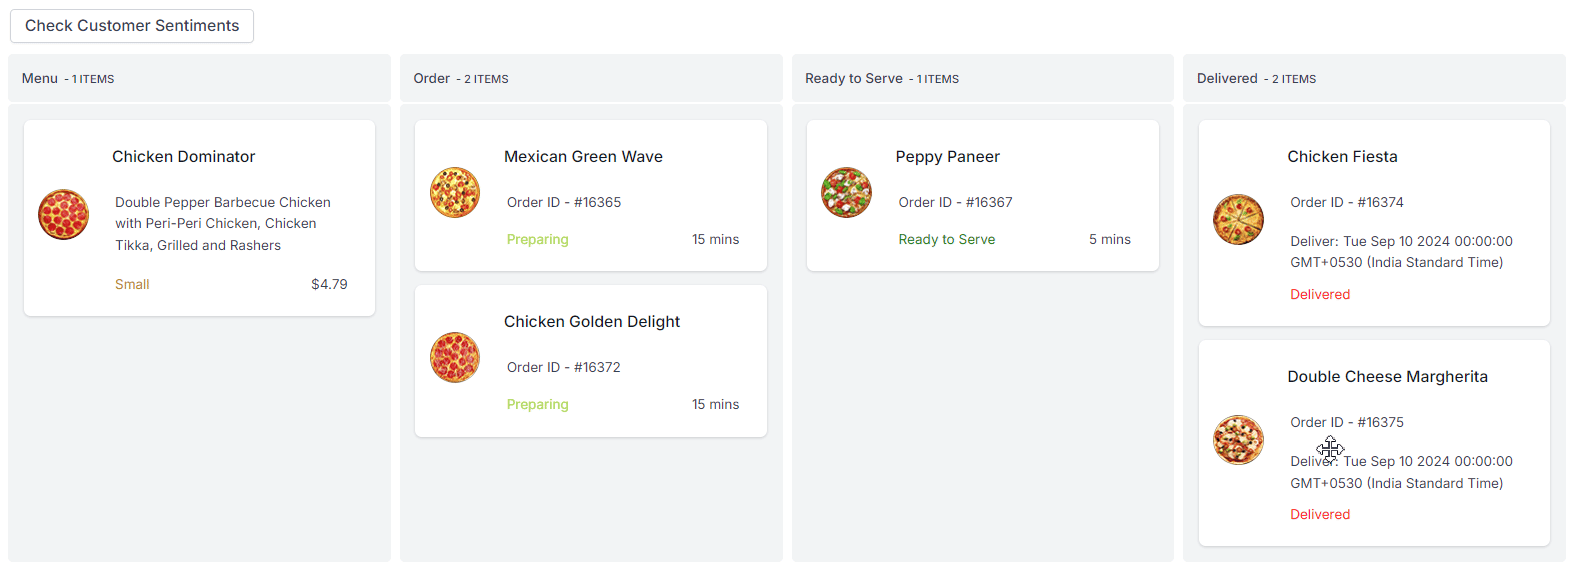 Check Customer Sentiments
Menu - 1 ITEMS
Chicken Dominator
Double Pepper Barbecue Chicken
with Peri-Peri Chicken, Chicken
Tikka, Grilled and Rashers
Small $4.79
Order - 2 ITEMS
Mexican Green Wave
Order ID - #16365
Preparing 15 mins
Chicken Golden Delight
Order ID - #16372
Preparing 15 mins
Ready to Serve - 1 ITEMS
Peppy Paneer
Order ID - #16367
Ready to Serve 5 mins
Delivered - 2 ITEMS
Chicken Fiesta
Order ID - #16374
Deliver: Tue Sep 10 2024 00:00:00
GMT+0530 (India Standard Time)
Delivered
Double Cheese Margherita
Order ID - #16375
Deliver: Tue Sep 10 2024 00:00:00
GMT+0530 (India Standard Time)
Delivered